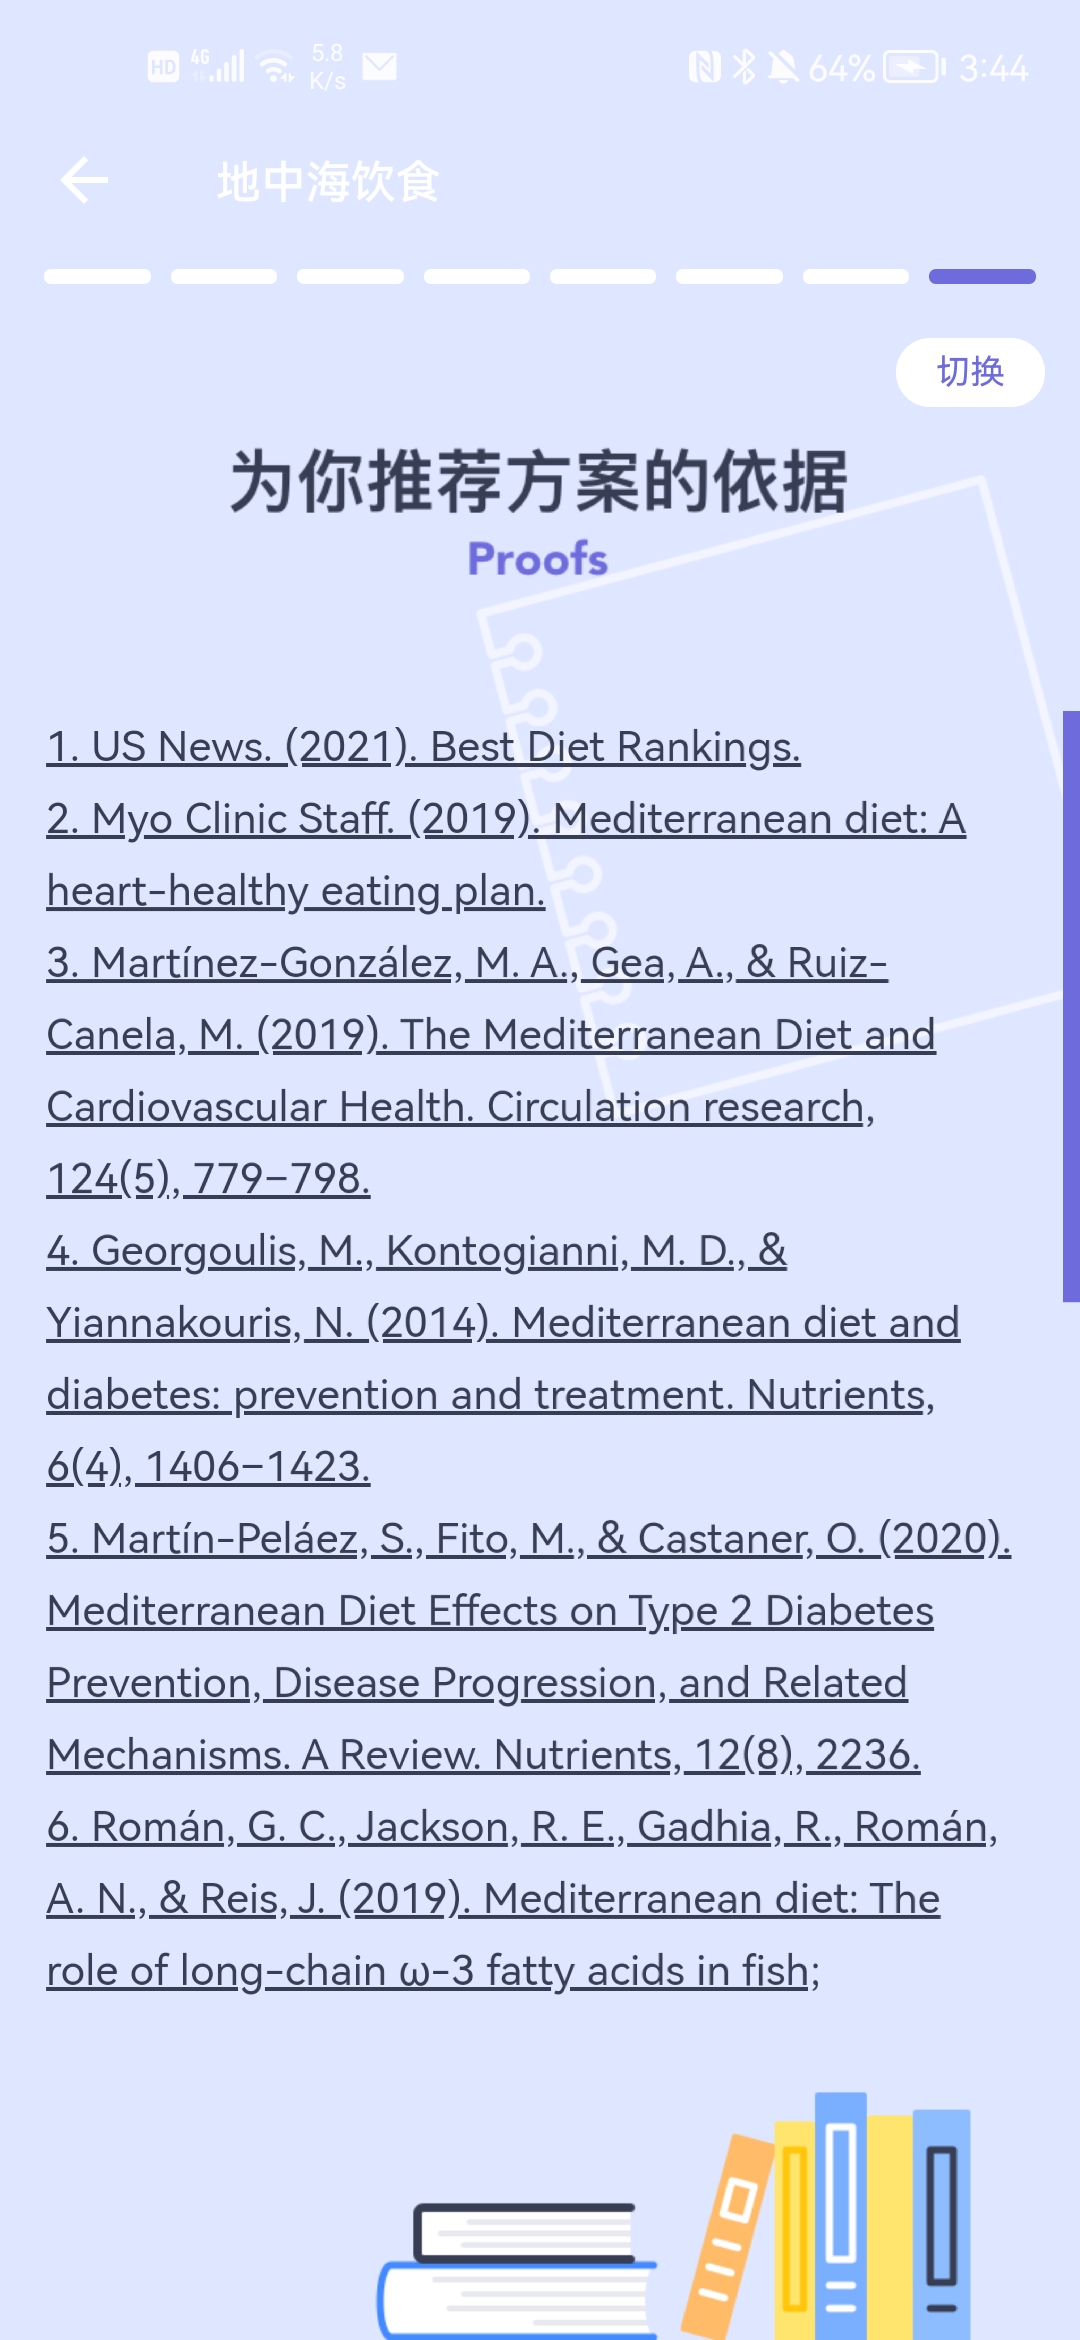 HD 4G 5.8 K/s 64% 3:44
地中海饮食
切换
为你推荐方案的依据
Proofs
1. US News. (2021). Best Diet Rankings.
2. Myo Clinic Staff. (2019). Mediterranean diet: A
heart-healthy eating plan.
3. Martínez-González, M. A., Gea, A., & Ruiz-
Canela, M. (2019). The Mediterranean Diet and
Cardiovascular Health. Circulation research,
124(5), 779–798.
4. Georgoulis, M., Kontogianni, M. D., &
Yiannakouris, N. (2014). Mediterranean diet and
diabetes: prevention and treatment. Nutrients,
6(4), 1406–1423.
5. Martín-Peláez, S., Fito, M., & Castaner, O. (2020).
Mediterranean Diet Effects on Type 2 Diabetes
Prevention, Disease Progression, and Related
Mechanisms. A Review. Nutrients, 12(8), 2236.
6. Román, G. C., Jackson, R. E., Gadhia, R., Román,
A. N., & Reis, J. (2019). Mediterranean diet: The
role of long-chain ω-3 fatty acids in fish;